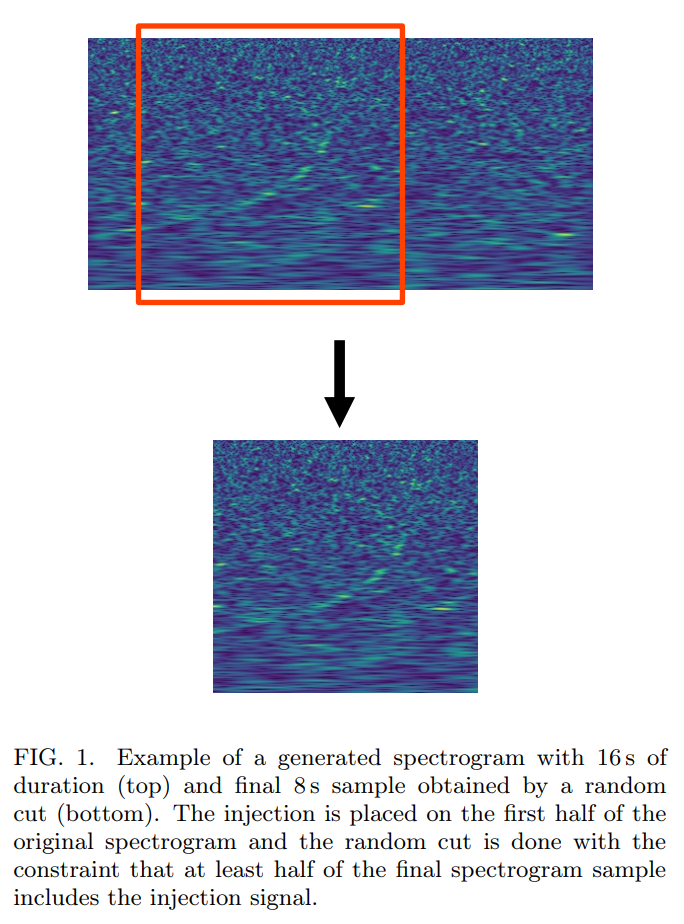 FIG. 1. Example of a generated spectrogram with 16 s of
duration (top) and final 8 s sample obtained by a random
cut (bottom). The injection is placed on the first half of the
original spectrogram and the random cut is done with the
constraint that at least half of the final spectrogram sample
includes the injection signal.